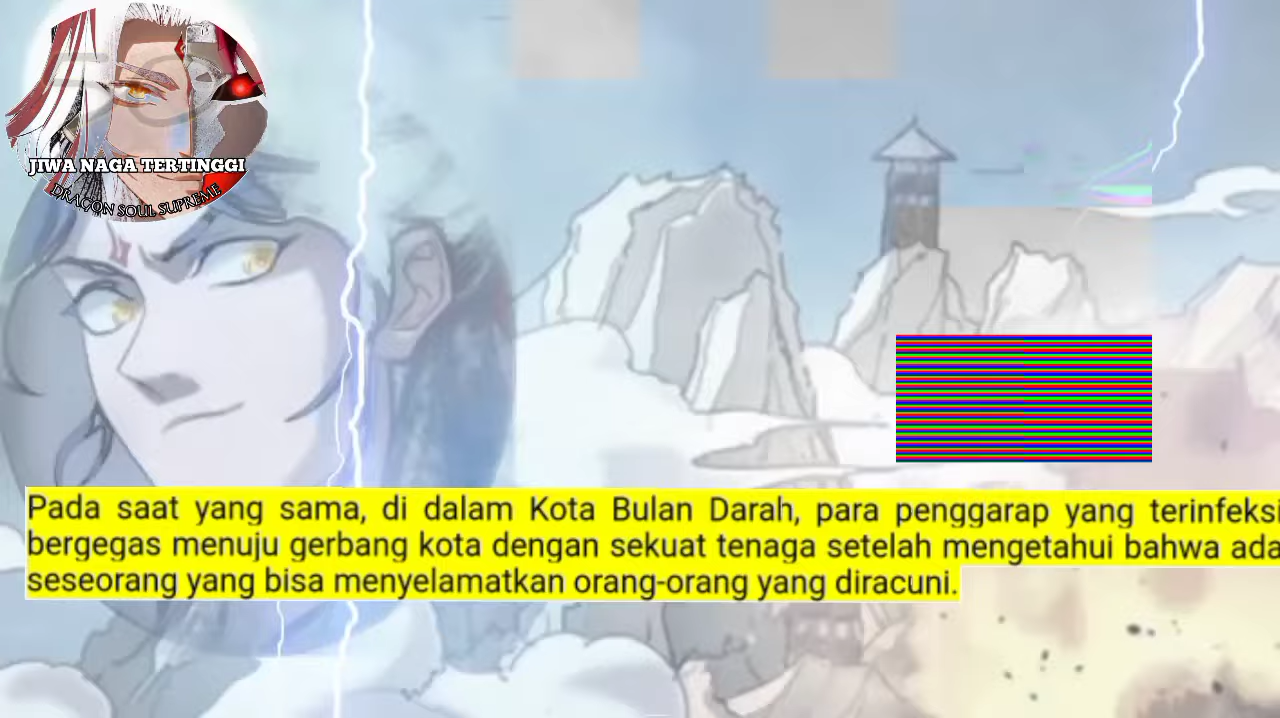 JIWA NAGA TERTINGGI
DRAGON SOUL SUPREME
Pada saat yang sama, di dalam Kota Bulan Darah, para penggarap yang terinfeksi
bergegas menuju gerbang kota dengan sekuat tenaga setelah mengetahui bahwa ada
seseorang yang bisa menyelamatkan orang-orang yang diracuni.